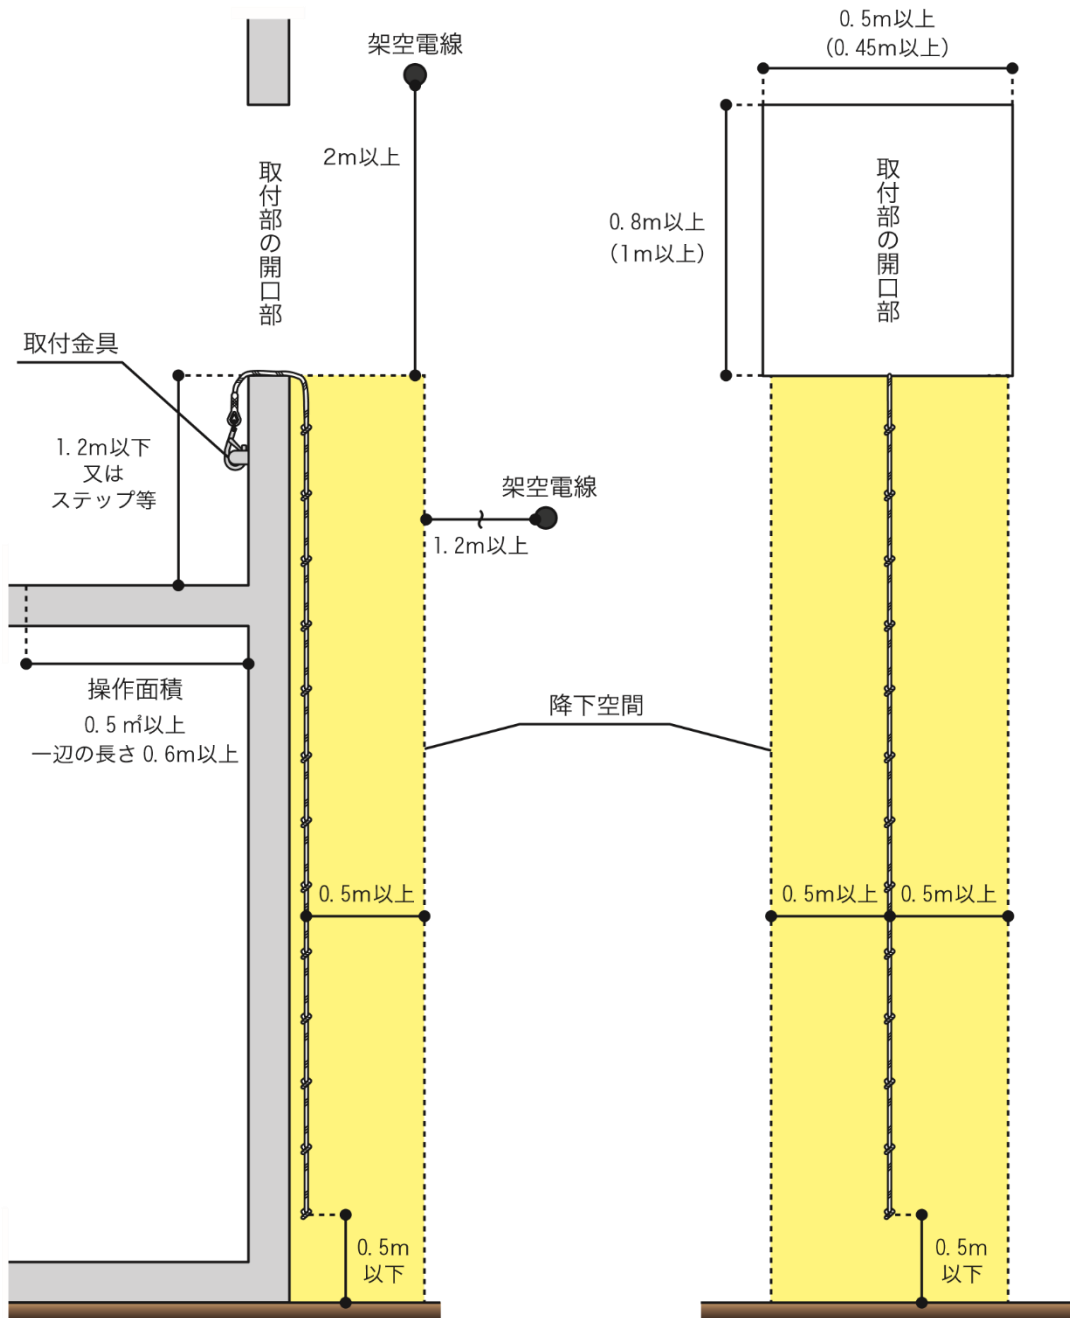 架空電線
2m以上
取付部の開口部
取付金具
1.2m以下
又は
ステップ等
架空電線
1.2m以上
操作面積
0.5㎡以上
一辺の長さ0.6m以上
降下空間
0.5m以上
0.5m
以下
0.5m以上
(0.45m以上)
0.8m以上
(1m以上)
取付部の開口部
0.5m以上
0.5m以上
0.5m
以下